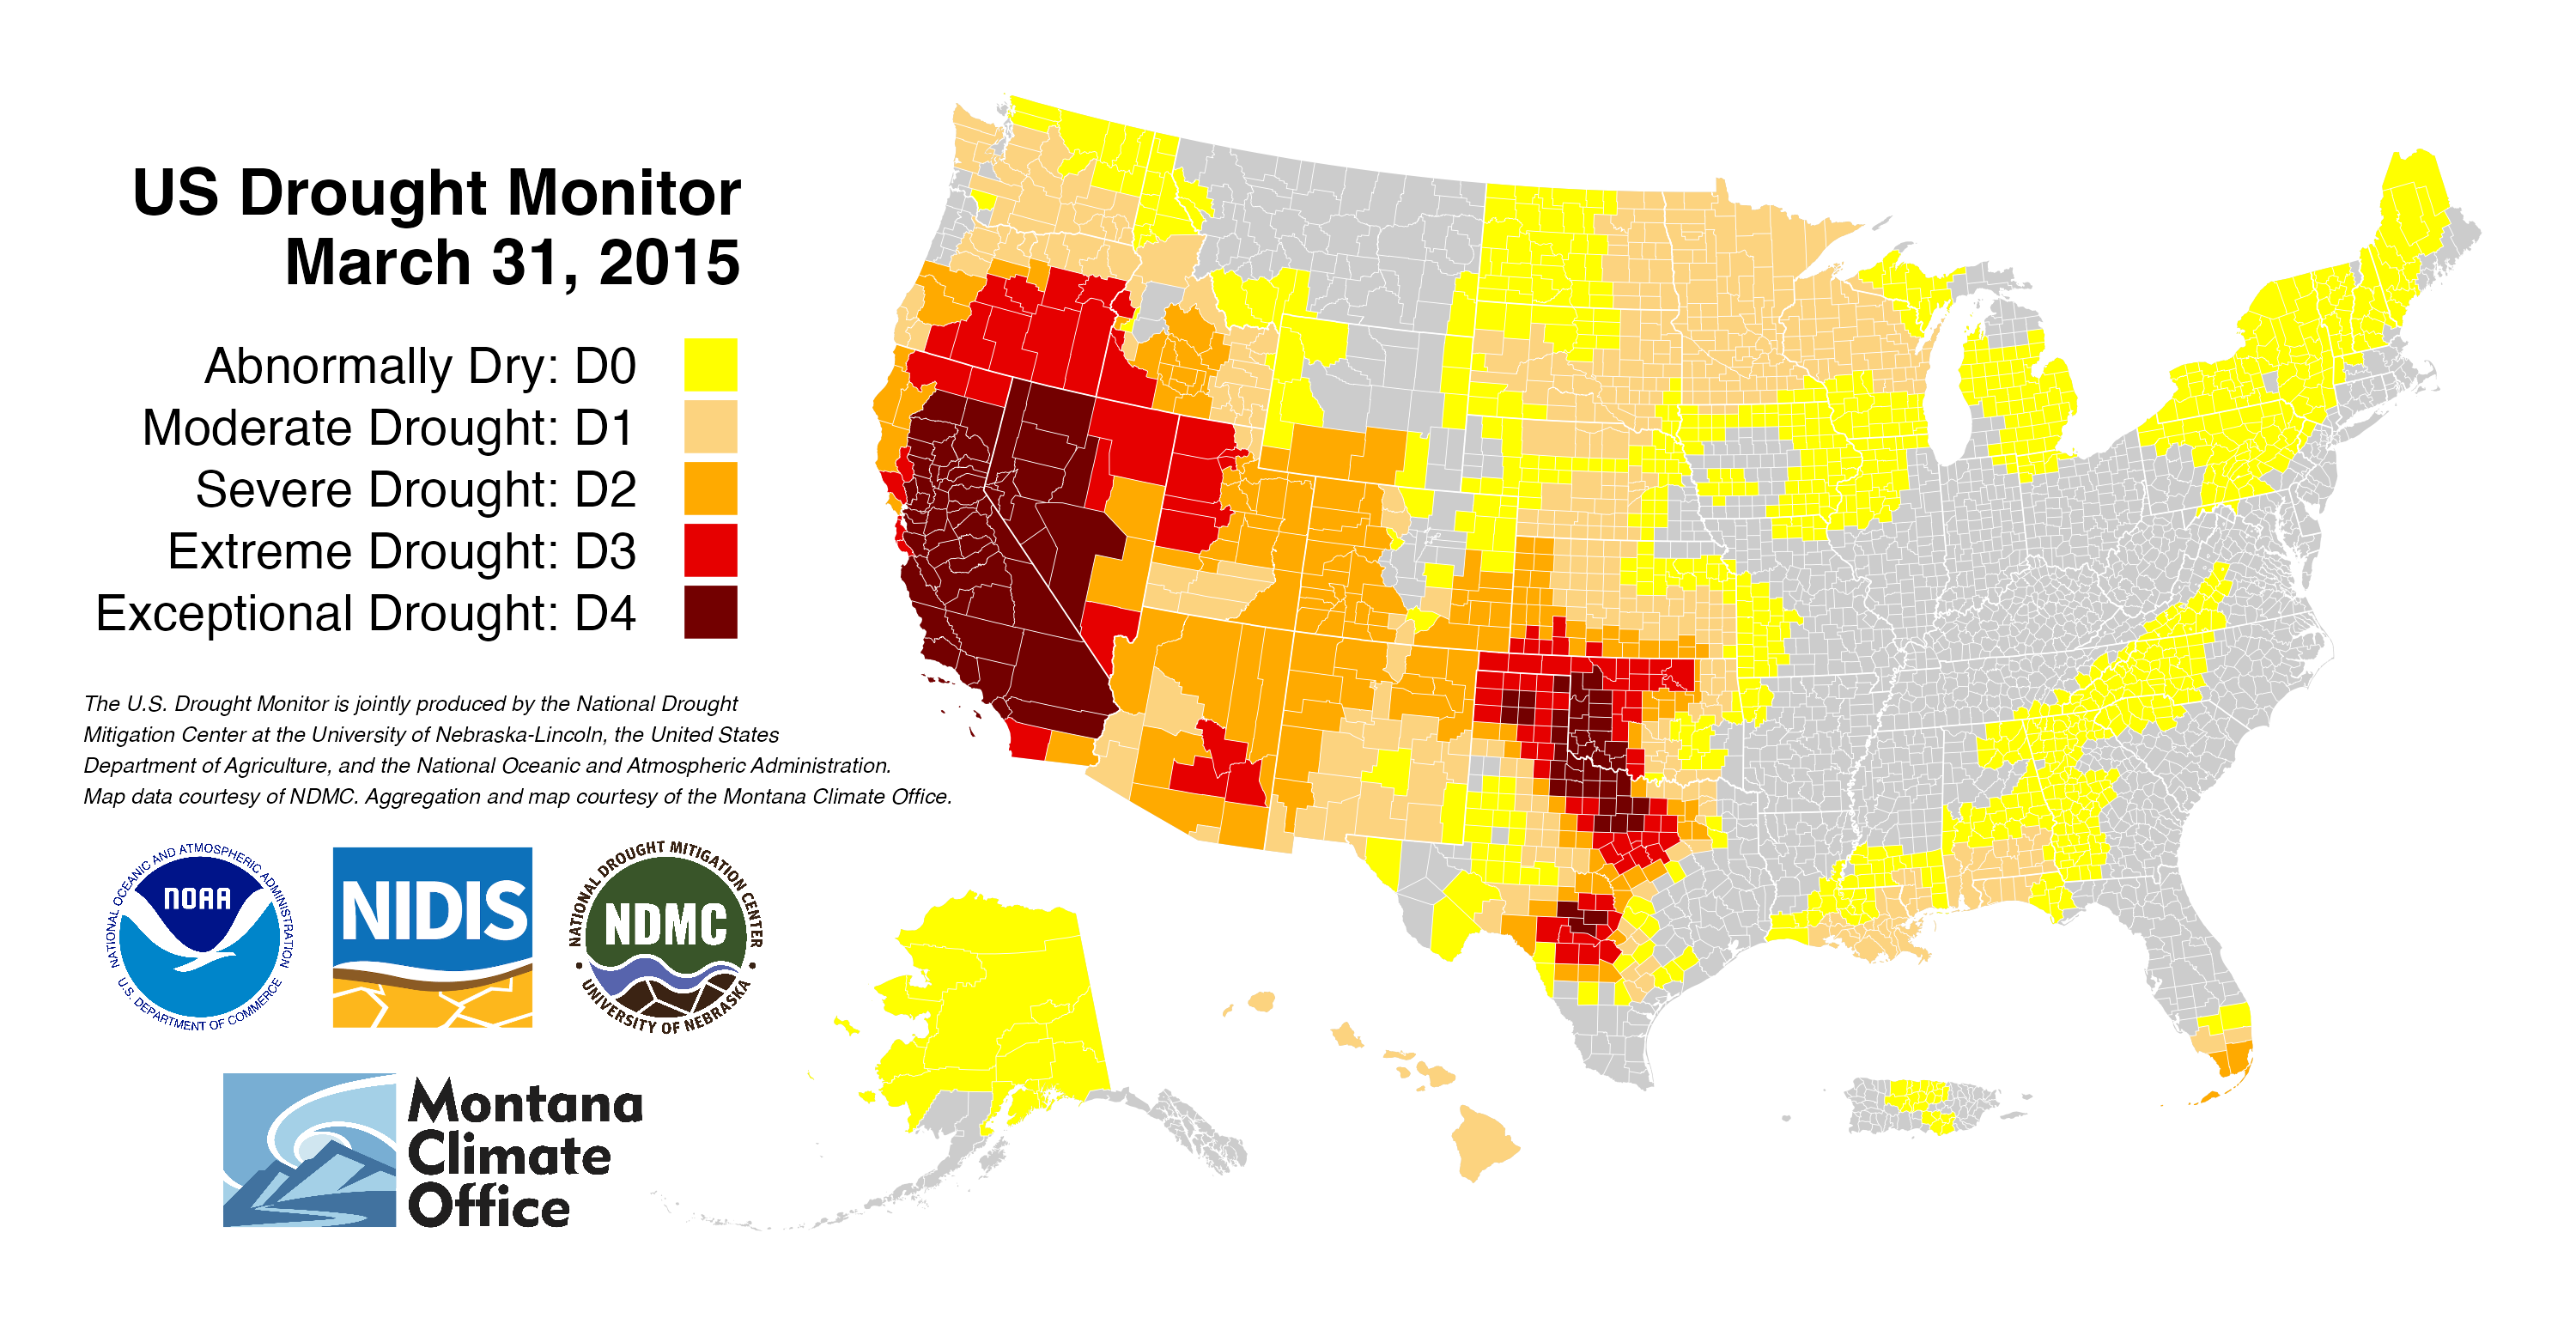 US Drought Monitor
March 31, 2015
Abnormally Dry: D0
Moderate Drought: D1
Severe Drought: D2
Extreme Drought: D3
Exceptional Drought: D4
The U.S. Drought Monitor is jointly produced by the National Drought
Mitigation Center at the University of Nebraska-Lincoln, the United States
Department of Agriculture, and the National Oceanic and Atmospheric Administration.
Map data courtesy of NDMC. Aggregation and map courtesy of the Montana Climate Office.
NATIONAL OCEANIC AND ATMOSPHERIC ADMINISTRATION
NOAA
U.S. DEPARTMENT OF COMMERCE
NIDIS
NATIONAL DROUGHT MITIGATION CENTER
NDMC
UNIVERSITY OF NEBRASKA
Montana
Climate
Office